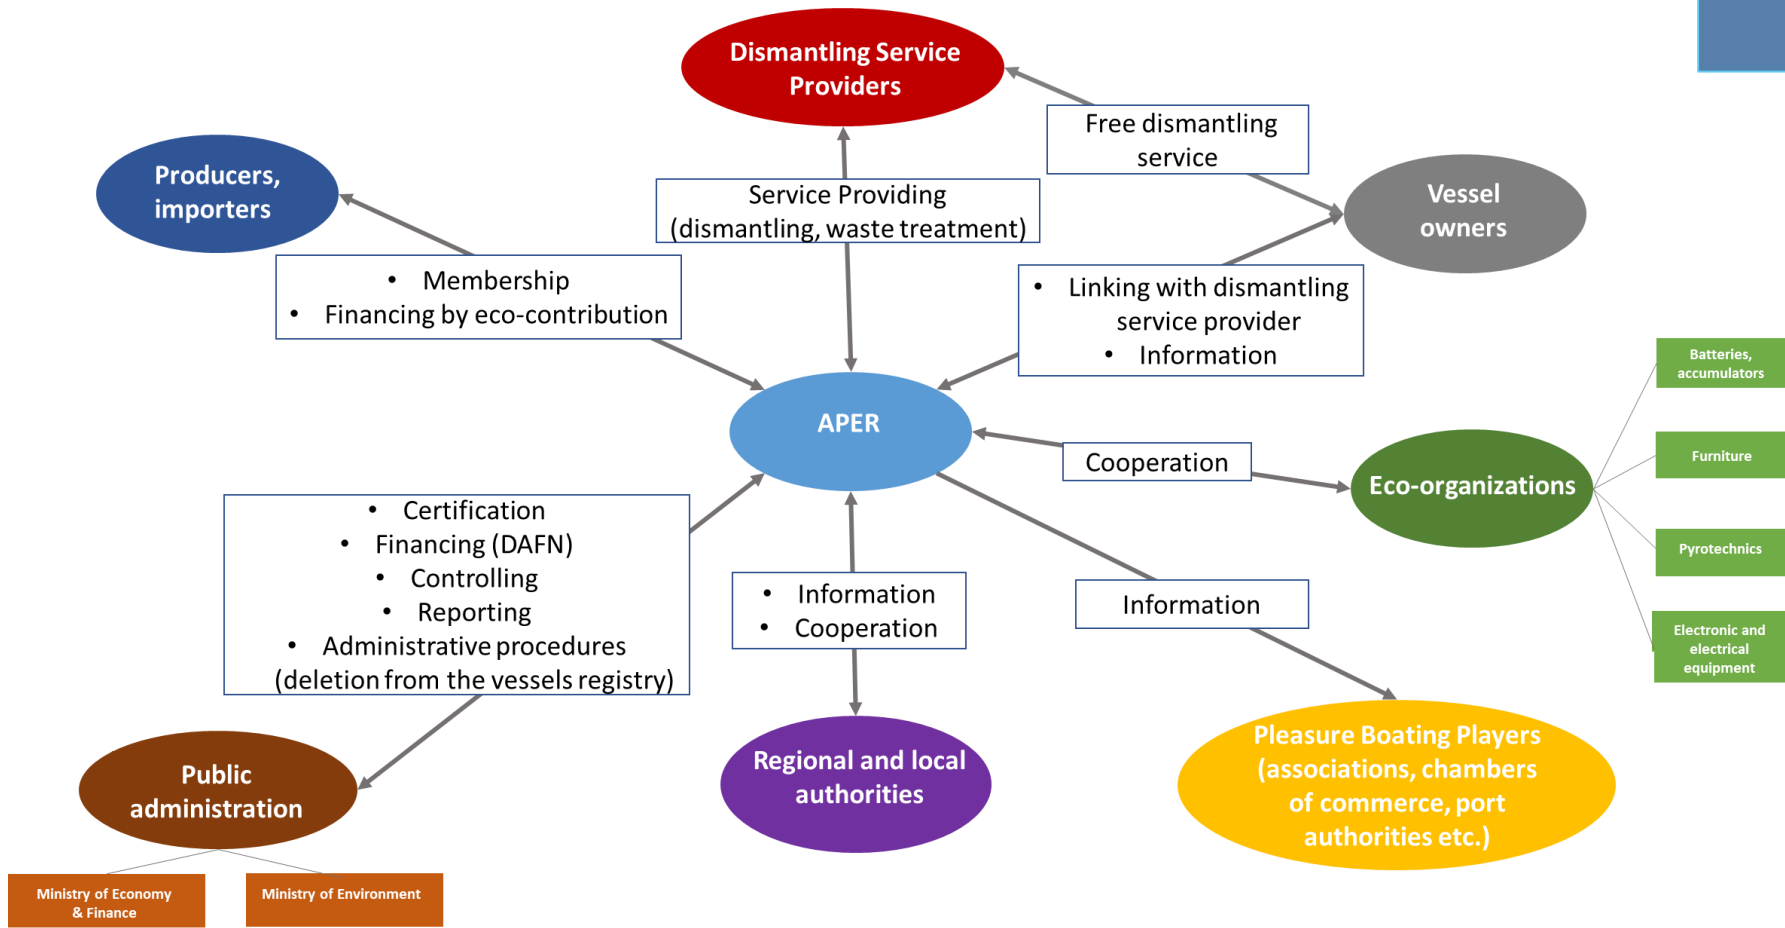 Dismantling Service
Providers
Free dismantling
service
Producers,
importers
Vessel
owners
Service Providing
(dismantling, waste treatment)
• Membership
• Financing by eco-contribution
• Linking with dismantling
service provider
• Information
Batteries,
accumulators
APER
Furniture
Cooperation
Eco-organizations
• Certification
• Financing (DAFN)
• Controlling
• Reporting
• Administrative procedures
(deletion from the vessels registry)
Pyrotechnics
• Information
• Cooperation
Information
Electronic and
electrical
equipment
Public
administration
Regional and local
authorities
Pleasure Boating Players
(associations, chambers
of commerce, port
authorities etc.)
Ministry of Economy
& Finance
Ministry of Environment